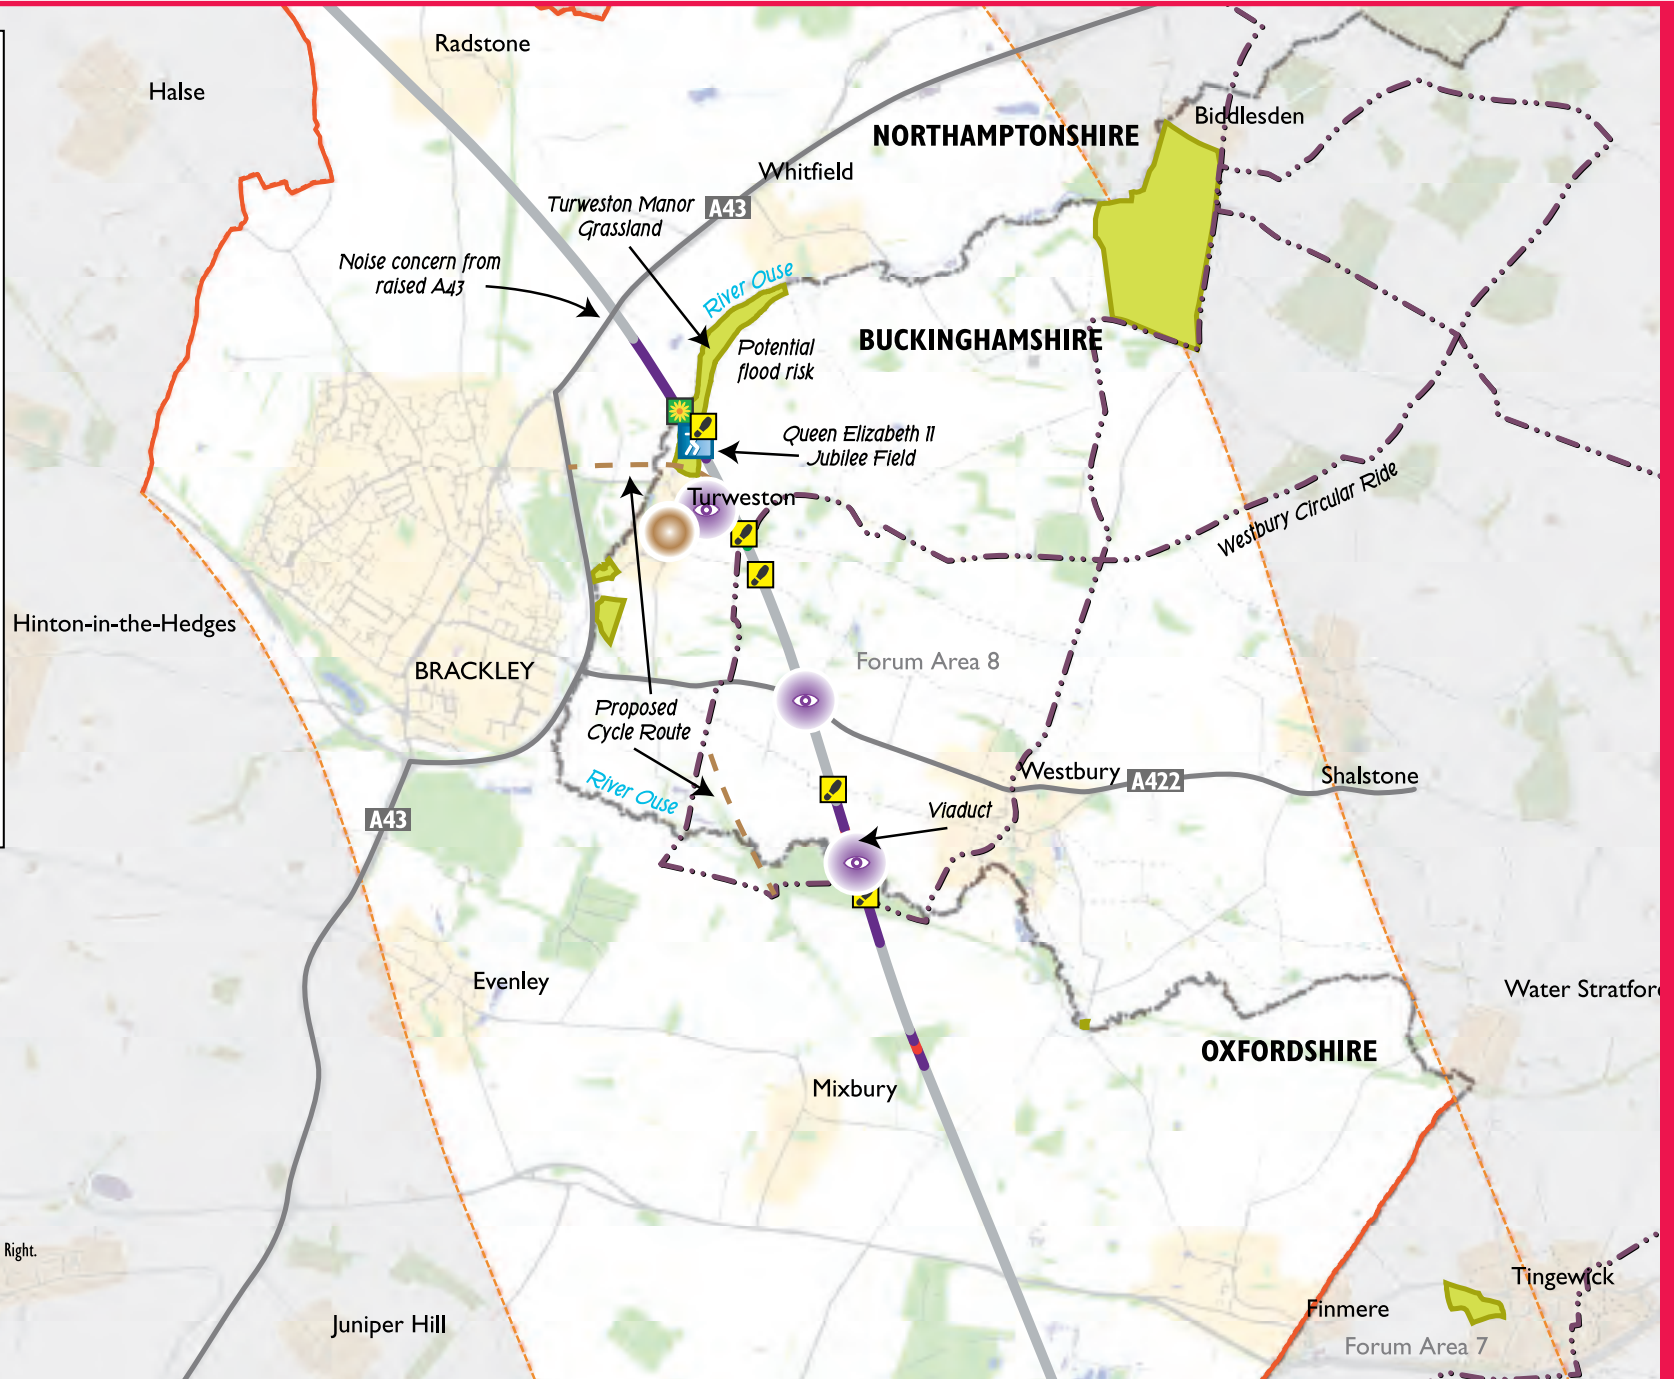 Radstone
Halse
NORTHAMPTONSHIRE
Biddlesden
Whitfield
A43
Turweston Manor
Grassland
Noise concern from
raised A43
River Ouse
BUCKINGHAMSHIRE
Potential
flood risk
Queen Elizabeth II
Jubilee Field
Turweston
Westbury Circular Ride
Hinton-in-the-Hedges
BRACKLEY
Forum Area 8
Proposed
Cycle Route
River Ouse
Westbury
A422
Shalstone
A43
Viaduct
Evenley
Water Stratford
OXFORDSHIRE
Mixbury
Right.
Tingewick
Finmere
Juniper Hill
Forum Area 7